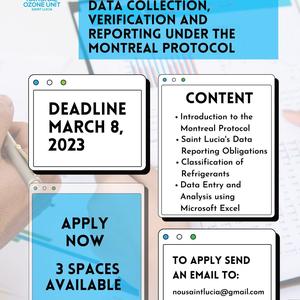 OZONE UNIT
SAINT LUCIA
DATA COLLECTION,
VERIFICATION AND
REPORTING UNDER THE
MONTREAL PROTOCOL
DEADLINE
MARCH 8,
2023
CONTENT
• Introduction to the
Montreal Protocol
• Saint Lucia's Data
Reporting Obligations
• Classification of
Refrigerants
• Data Entry and
Analysis using
Microsoft Excel
APPLY
NOW
3 SPACES
AVAILABLE
TO APPLY SEND
AN EMAIL TO:
nousaintlucia@gmail.com